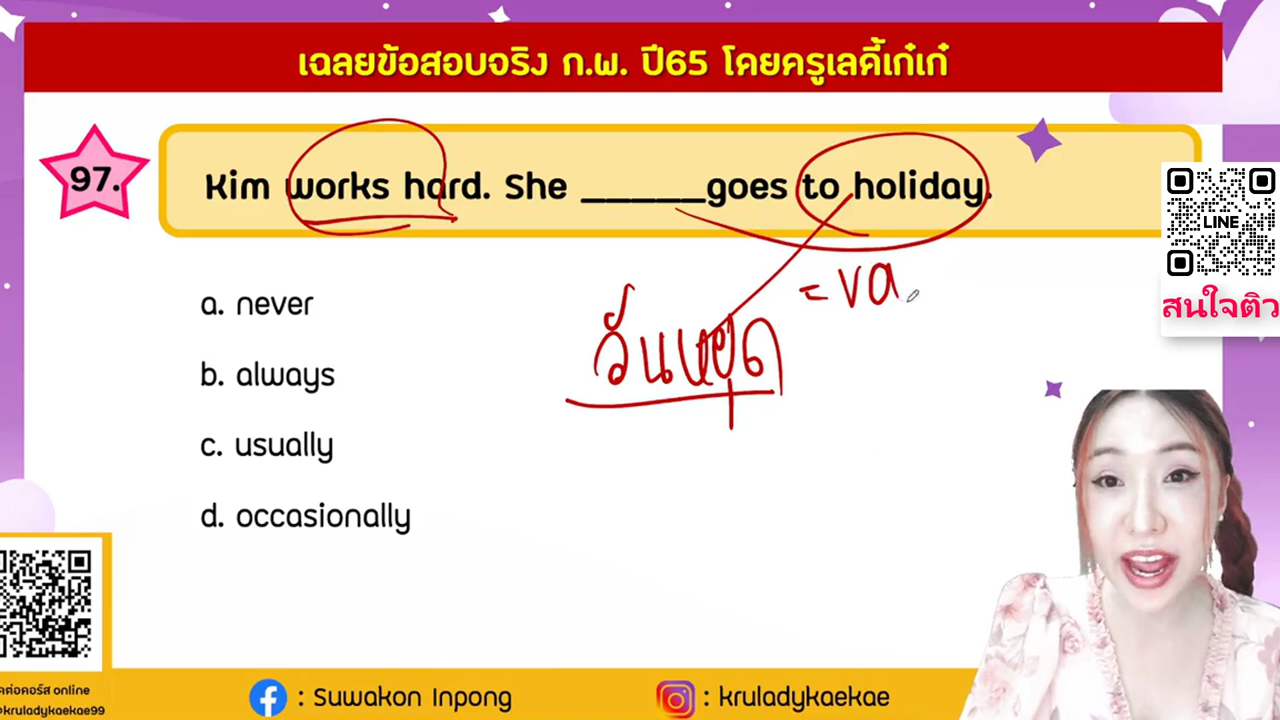 เฉลยข้อสอบจริง ก.พ. ปี65 โดยครูเลดี้เก๋เก๋
97.
Kim works hard. She _____goes to holiday.
LINE
= va
สนใจติว
วันหยุด
a. never
b. always
c. usually
d. occasionally
ต่อคอร์ส online
kruladykaekae99
: Suwakon Inpong
: kruladykaekae